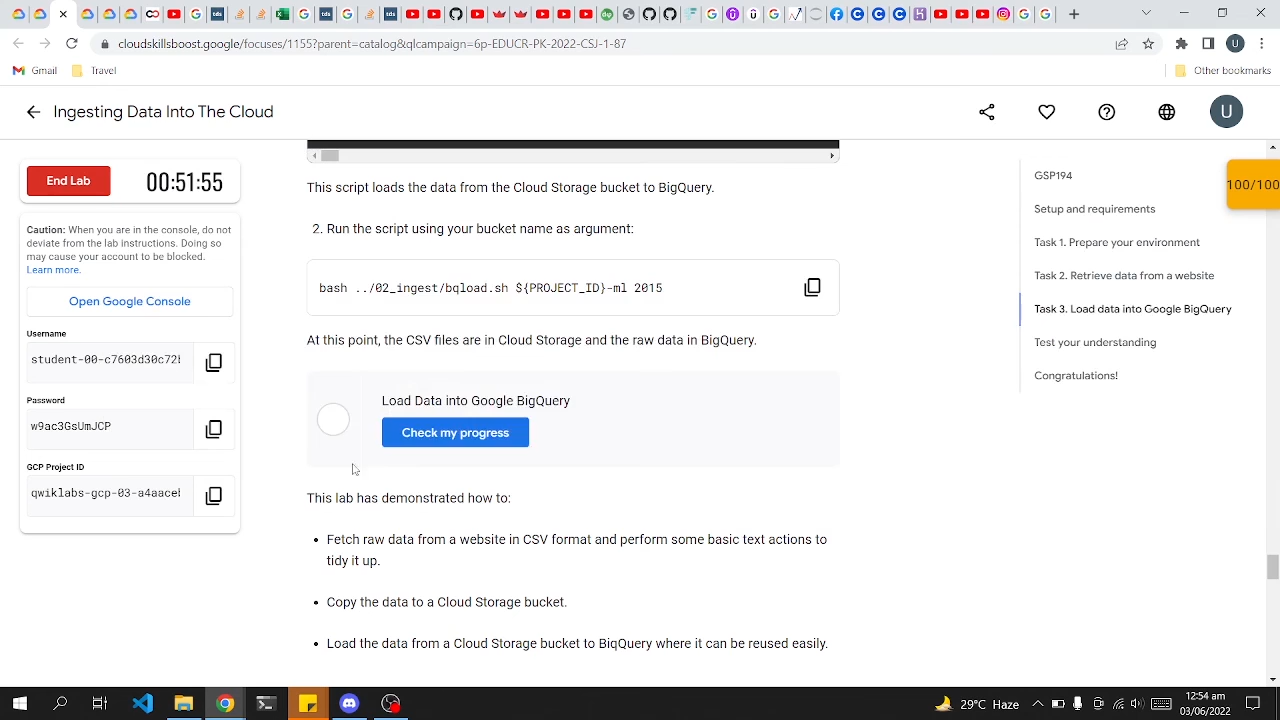 cloudskillsboost.google/focuses/1155?parent=catalog&qlcampaign=6p-EDUCR-PK-2022-CSJ-1-87
U
Gmail
Travel
Other bookmarks
Ingesting Data Into The Cloud
U
End Lab
00:51:55
Caution: When you are in the console, do not
deviate from the lab instructions. Doing so
may cause your account to be blocked.
Learn more.
Open Google Console
Username
student-00-c7603d30c72
Password
w9ac3GsUmJCP
GCP Project ID
qwiklabs-gcp-03-a4aace
This script loads the data from the Cloud Storage bucket to BigQuery.
2. Run the script using your bucket name as argument:
bash ../02_ingest/bqload.sh ${PROJECT_ID}-ml 2015
At this point, the CSV files are in Cloud Storage and the raw data in BigQuery.
Load Data into Google BigQuery
Check my progress
This lab has demonstrated how to:
• Fetch raw data from a website in CSV format and perform some basic text actions to
tidy it up.
• Copy the data to a Cloud Storage bucket.
• Load the data from a Cloud Storage bucket to BiqQuery where it can be reused easily.
GSP194
Setup and requirements
Task 1. Prepare your environment
Task 2. Retrieve data from a website
Task 3. Load data into Google BigQuery
Test your understanding
Congratulations!
100/100
29°C Haze
12:54 am
03/06/2022